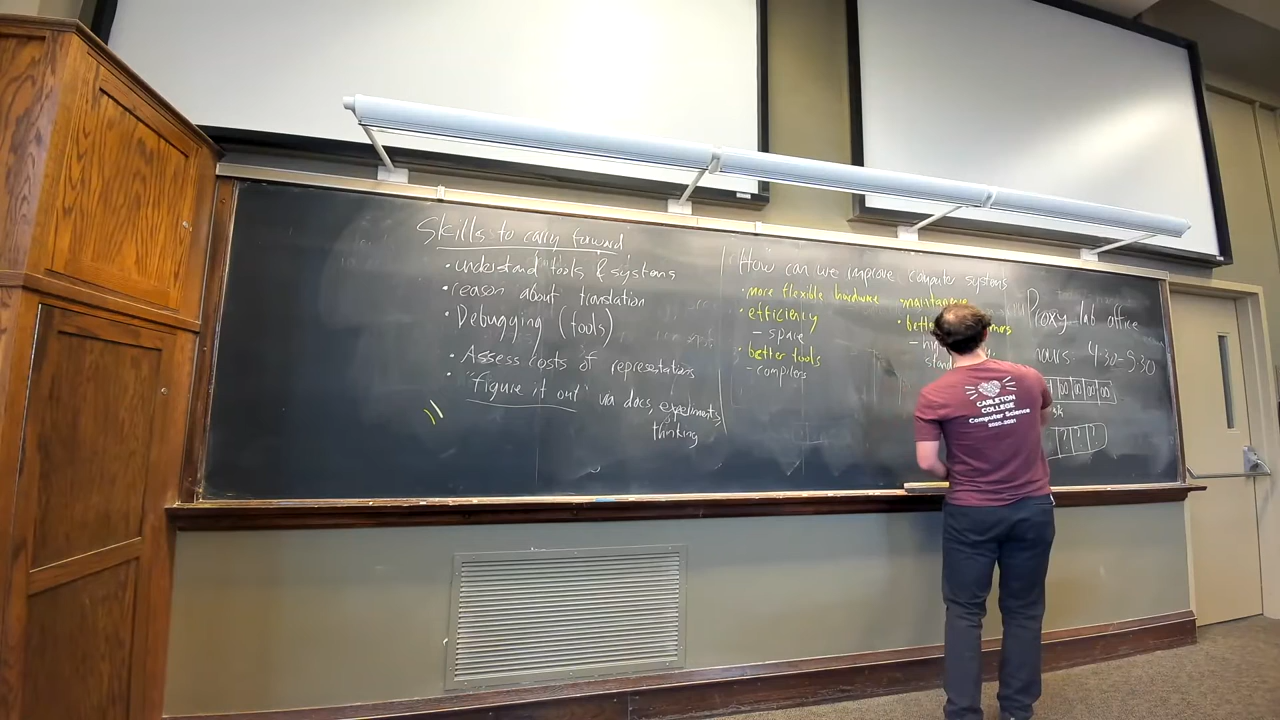 Skills to carry forward
• understand tools & systems
• reason about translation
• Debugging (tools)
• Assess costs of representations
• "figure it out" via docs, experiments,
thinking
How can we improve computer systems
• more flexible hardware
• efficiency
- space
• better tools
- compilers
Proxy lab office
hours: 4:30-5:30
CARLETON
COLLEGE
Computer Science
2020-2021